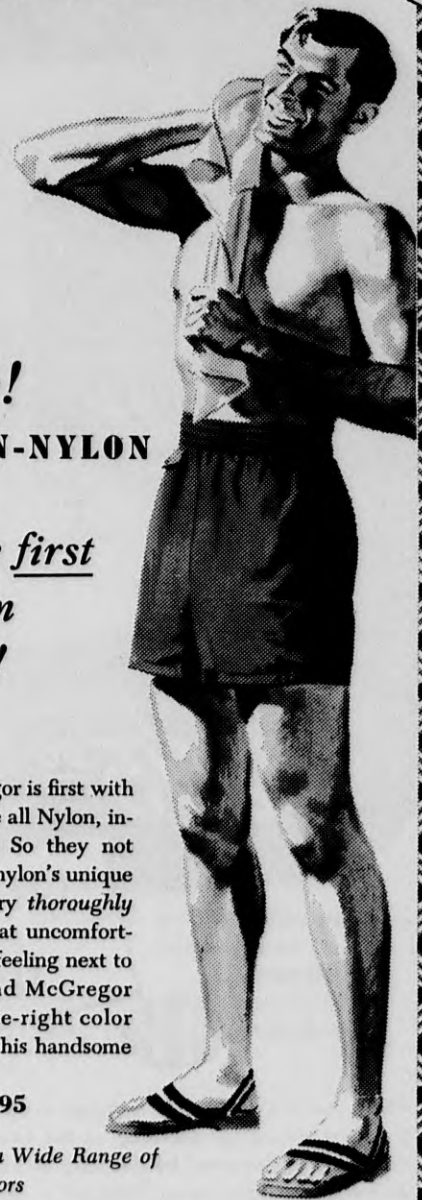 !
N-NYLON
first
n
!
gor is first with
e all Nylon, in-
So they not
nylon's unique
ry thoroughly
at uncomfort-
feeling next to
nd McGregor
e-right color
his handsome
95
a Wide Range of
ors